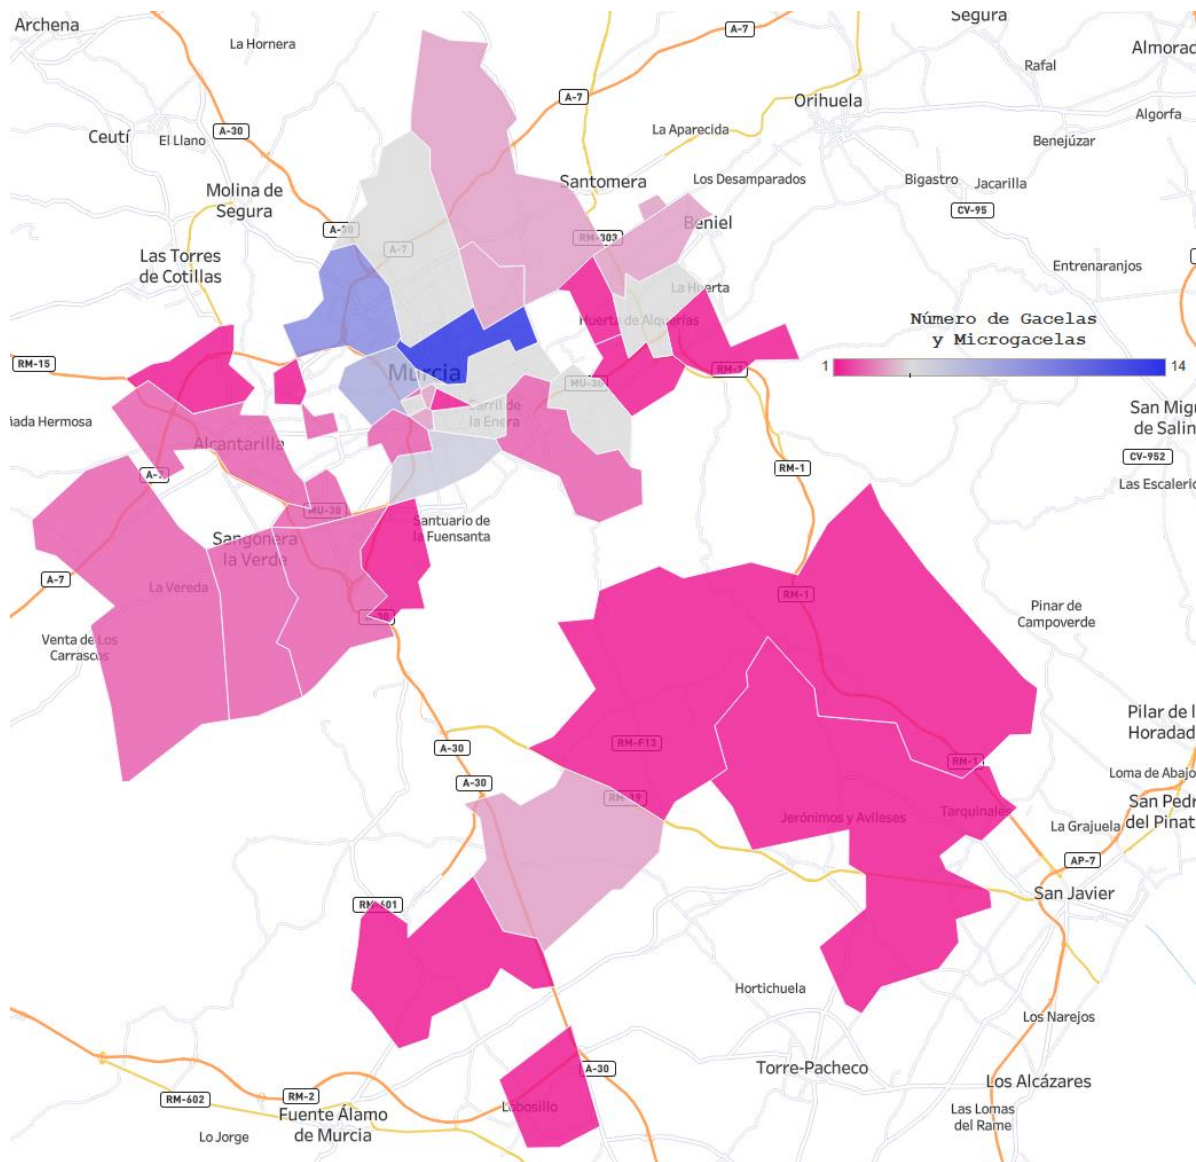 Archena
La Hornera
Segura
A-7
Almorad
Rafal
A-7
Orihuela
Algorfa
Ceutí
El Llano
A-30
La Aparecida
Benejúzar
Molina de
Segura
Santomera
Los Desamparados
Bigastro
Jacarilla
CV-95
A-30
Beniel
A-7
RM-303
Las Torres
de Cotillas
Entrenaranjos
La Huerta
Número de Gacelas
y Microgacelas
Huerta de Alquerías
1
14
RM-15
Murcia
RM-1
MU-30
ñada Hermosa
Carril de
la Enera
San Migu
de Salin
Alcantarilla
CV-952
A-7
RM-1
Las Escaleric
MU-30
Santuario de
la Fuensanta
Sangonera
la Verde
A-7
La Vereda
RM-1
A-30
Pinar de
Campoverde
Venta de Los
Carrascos
Pilar de l
Horadad
A-30
RM-F13
RM-1
Loma de Abajo
A-30
RM-19
San Pedr
del Pinat
Jerónimos y Avileses
Tarquinales
La Grajuela
AP-7
San Javier
RM-601
Hortichuela
Los Narejos
A-30
Torre-Pacheco
Los Alcázares
RM-602
RM-2
Lobosillo
Fuente Álamo
de Murcia
Lo Jorge
Las Lomas
del Rame